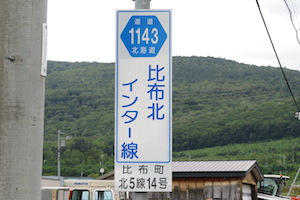 道道
1143
北海道
比布北
インター線
比布町
北5線14号